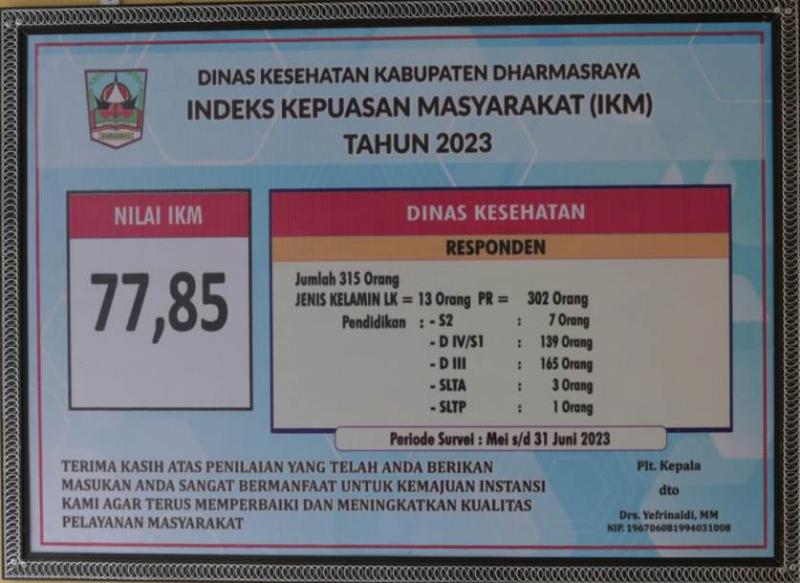 DINAS KESEHATAN KABUPATEN DHARMASRAYA
INDEKS KEPUASAN MASYARAKAT (IKM)
TAHUN 2023
NILAI IKM
77,85
DINAS KESEHATAN
RESPONDEN
Jumlah 315 Orang
JENIS KELAMIN LK = 13 Orang PR = 302 Orang
Pendidikan : - S2 : 7 Orang
- D IV/S1 : 139 Orang
- D III : 165 Orang
- SLTA : 3 Orang
- SLTP : 1 Orang
Periode Survei : Mei s/d 31 Juni 2023
TERIMA KASIH ATAS PENILAIAN YANG TELAH ANDA BERIKAN
MASUKAN ANDA SANGAT BERMANFAAT UNTUK KEMAJUAN INSTANSI
KAMI AGAR TERUS MEMPERBAIKI DAN MENINGKATKAN KUALITAS
PELAYANAN MASYARAKAT
Plt. Kepala
dto
Drs. Yefrinaldi, MM
NIP. 196706081994031008